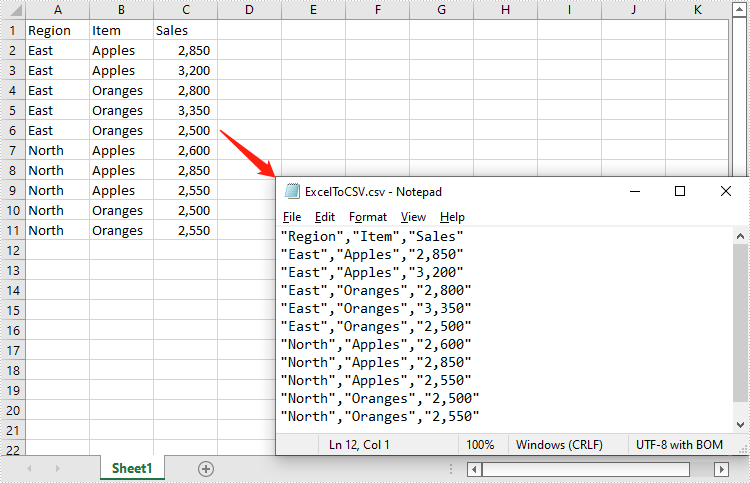 A B C D E F G H I J K
1 Region Item Sales
2 East Apples 2,850
3 East Apples 3,200
4 East Oranges 2,800
5 East Oranges 3,350
6 East Oranges 2,500
7 North Apples 2,600
8 North Apples 2,850
9 North Apples 2,550
10 North Oranges 2,500
11 North Oranges 2,550
12
13
14
15
16
17
18
19
20
21
22
Sheet1
ExcelToCSV.csv - Notepad
File Edit Format View Help
"Region","Item","Sales"
"East","Apples","2,850"
"East","Apples","3,200"
"East","Oranges","2,800"
"East","Oranges","3,350"
"East","Oranges","2,500"
"North","Apples","2,600"
"North","Apples","2,850"
"North","Apples","2,550"
"North","Oranges","2,500"
"North","Oranges","2,550"
Ln 12, Col 1 100% Windows (CRLF) UTF-8 with BOM